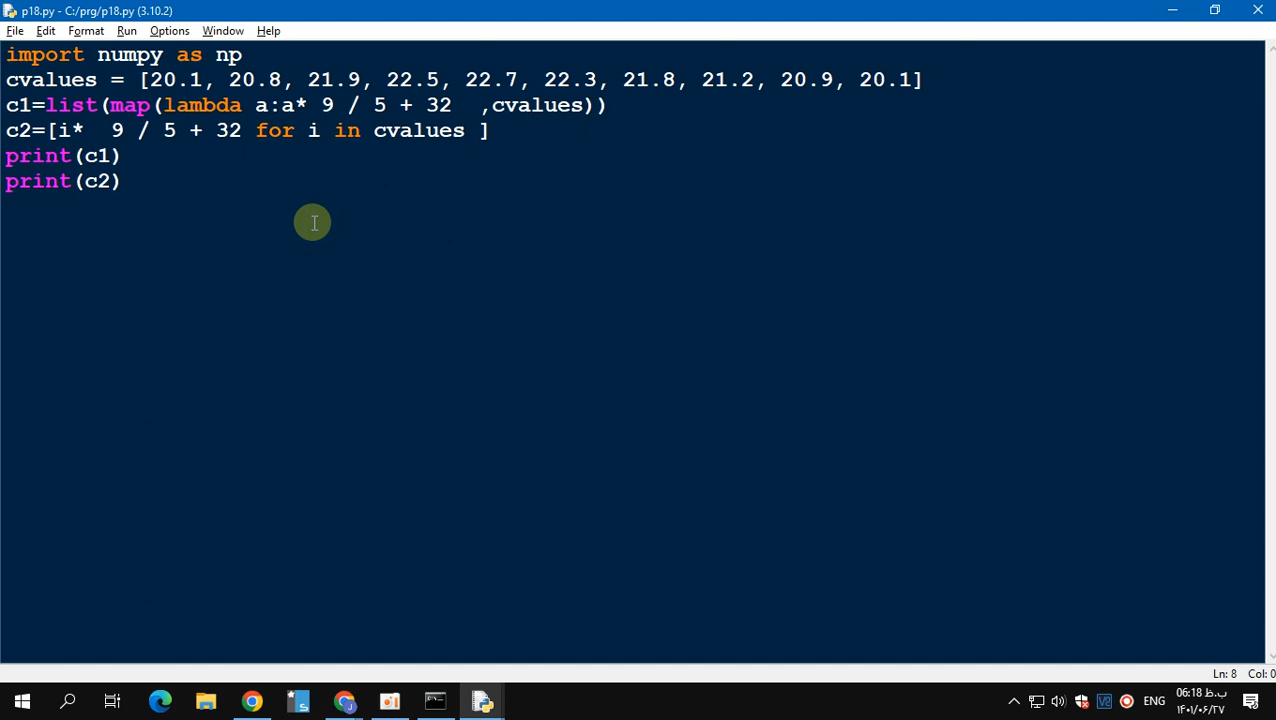 p18.py - C:/prg/p18.py (3.10.2)
File Edit Format Run Options Window Help
import numpy as np
cvalues = [20.1, 20.8, 21.9, 22.5, 22.7, 22.3, 21.8, 21.2, 20.9, 20.1]
c1=list(map(lambda a:a* 9 / 5 + 32  ,cvalues))
c2=[i*  9 / 5 + 32 for i in cvalues ]
print(c1)
print(c2)
Ln: 8 Col: 0
ENG
06:18 ب.ظ
۱۴۰۱/۰۶/۲۷